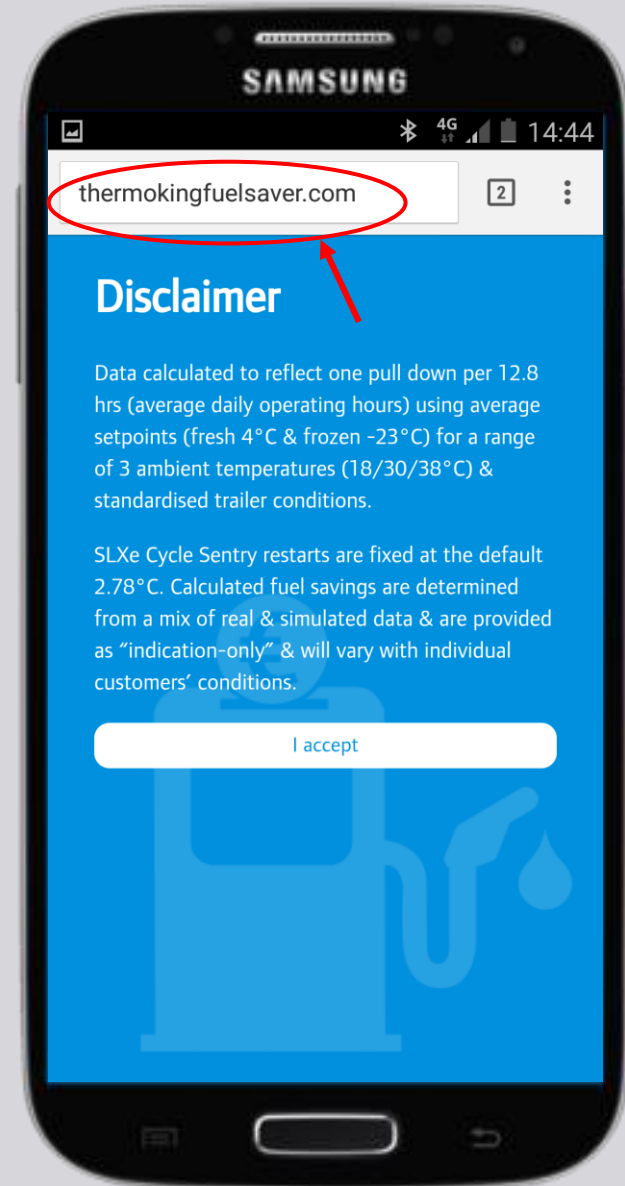 SAMSUNG
4G 14:44
thermokingfuelsaver.com 2
Disclaimer
Data calculated to reflect one pull down per 12.8
hrs (average daily operating hours) using average
setpoints (fresh 4°C & frozen -23°C) for a range
of 3 ambient temperatures (18/30/38°C) &
standardised trailer conditions.
SLXe Cycle Sentry restarts are fixed at the default
2.78°C. Calculated fuel savings are determined
from a mix of real & simulated data & are provided
as “indication-only” & will vary with individual
customers’ conditions.
I accept